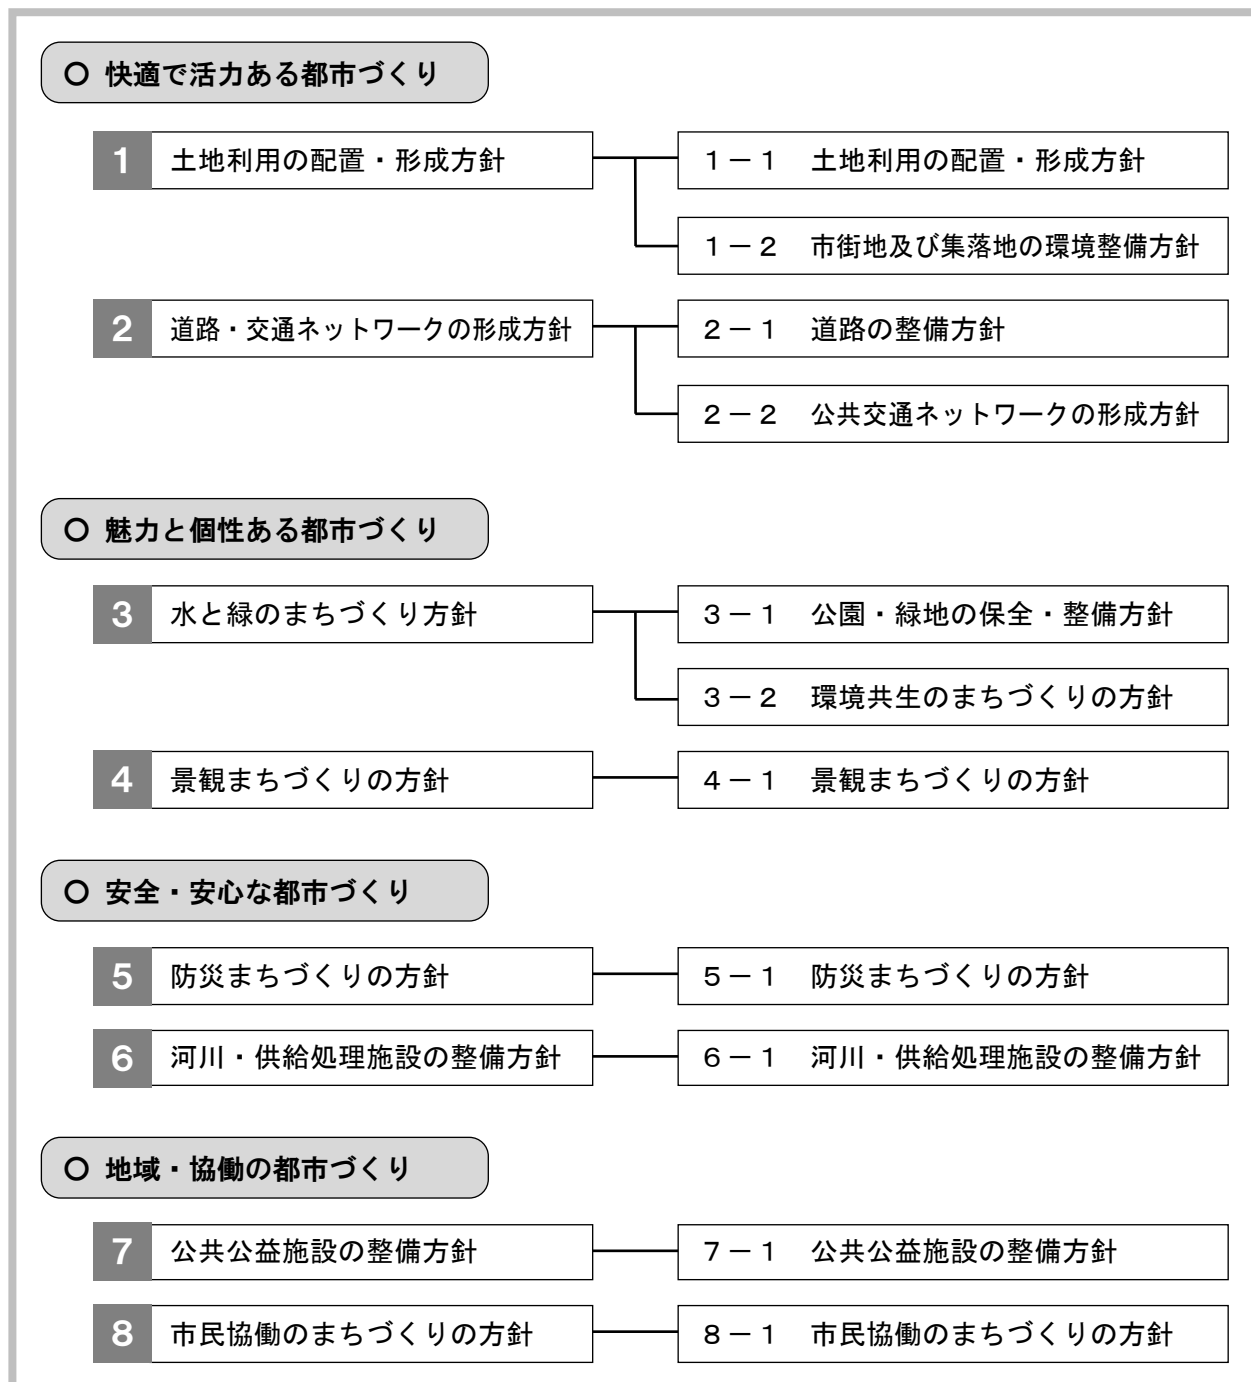 ○ 快適で活力ある都市づくり
1 土地利用の配置・形成方針 1－1 土地利用の配置・形成方針
1－2 市街地及び集落地の環境整備方針
2 道路・交通ネットワークの形成方針 2－1 道路の整備方針
2－2 公共交通ネットワークの形成方針
○ 魅力と個性ある都市づくり
3 水と緑のまちづくり方針 3－1 公園・緑地の保全・整備方針
3－2 環境共生のまちづくりの方針
4 景観まちづくりの方針 4－1 景観まちづくりの方針
○ 安全・安心な都市づくり
5 防災まちづくりの方針 5－1 防災まちづくりの方針
6 河川・供給処理施設の整備方針 6－1 河川・供給処理施設の整備方針
○ 地域・協働の都市づくり
7 公共公益施設の整備方針 7－1 公共公益施設の整備方針
8 市民協働のまちづくりの方針 8－1 市民協働のまちづくりの方針